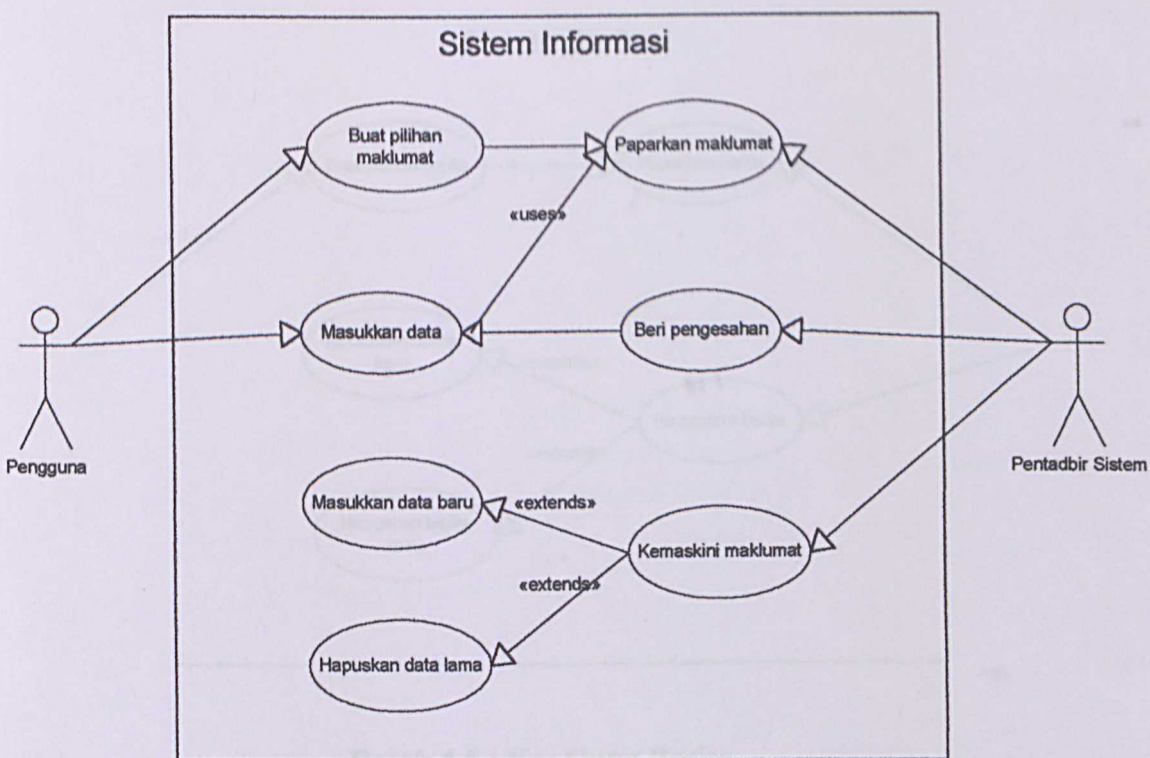 Sistem Informasi
Buat pilihan
maklumat
Paparkan maklumat
«uses»
Masukkan data
Beri pengesahan
Pengguna
Pentadbir Sistem
Masukkan data baru
«extends»
Kemaskini maklumat
«extends»
Hapuskan data lama